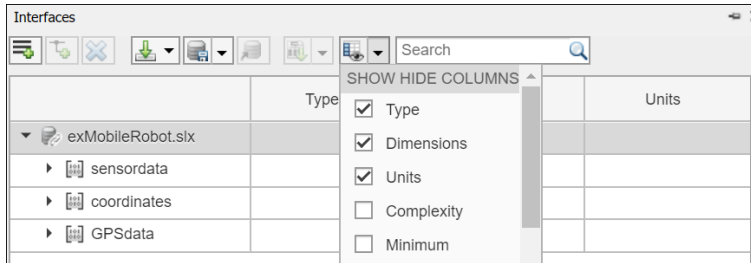 Interfaces
Search
SHOW HIDE COLUMNS
Type
Units
Type
exMobileRobot.slx
Dimensions
sensordata
Units
coordinates
Complexity
GPSdata
Minimum